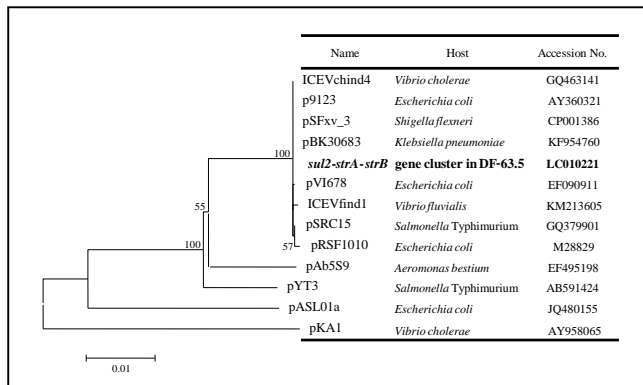 Name Host Accession No.
ICEVchind4 Vibrio cholerae GQ463141
p9123 Escherichia coli AY360321
pSFxv_3 Shigella flexneri CP001386
pBK30683 Klebsiella pneumoniae KF954760
100
sul2-strA-strB gene cluster in DF-63.5 LC010221
pVI678 Escherichia coli EF090911
ICEVfind1 Vibrio fluvialis KM213605
55
pSRC15 Salmonella Typhimurium GQ379901
100 57 pRSF1010 Escherichia coli M28829
pAb5S9 Aeromonas bestium EF495198
pYT3 Salmonella Typhimurium AB591424
pASL01a Escherichia coli JQ480155
pKA1 Vibrio cholerae AY958065
0.01